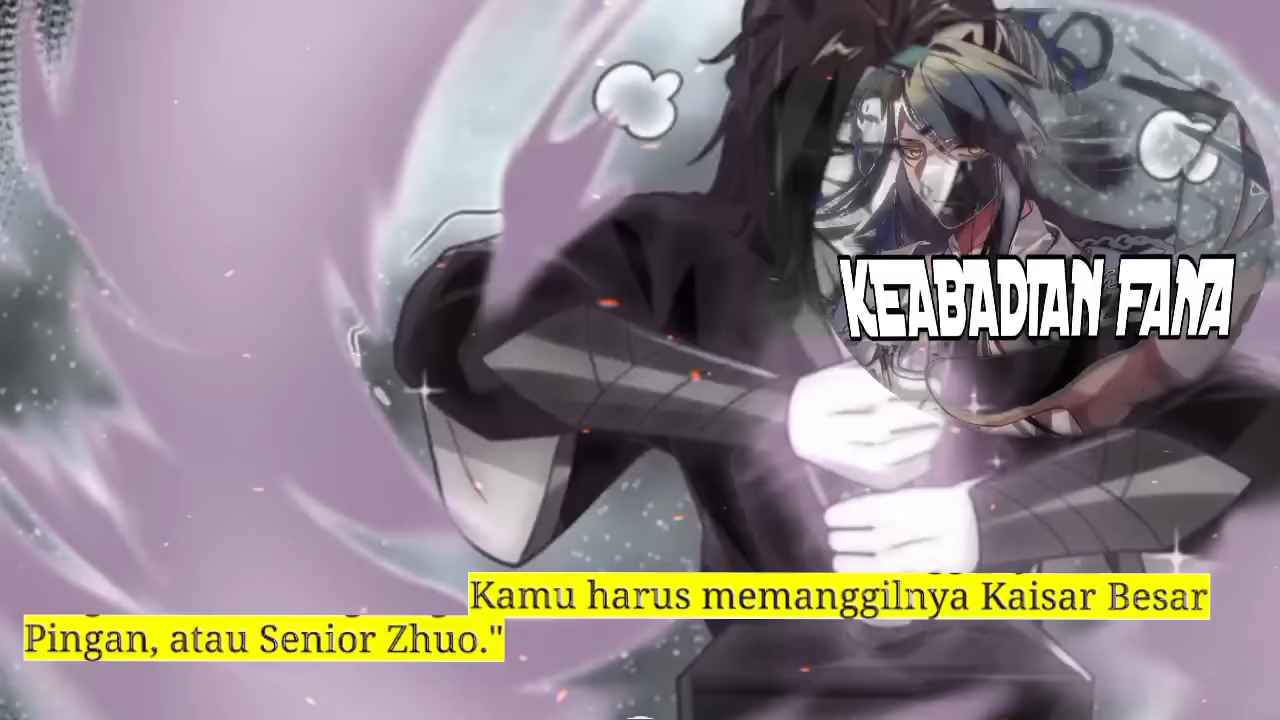 KEABADIAN FANA
Kamu harus memanggilnya Kaisar Besar
Pingan, atau Senior Zhuo."